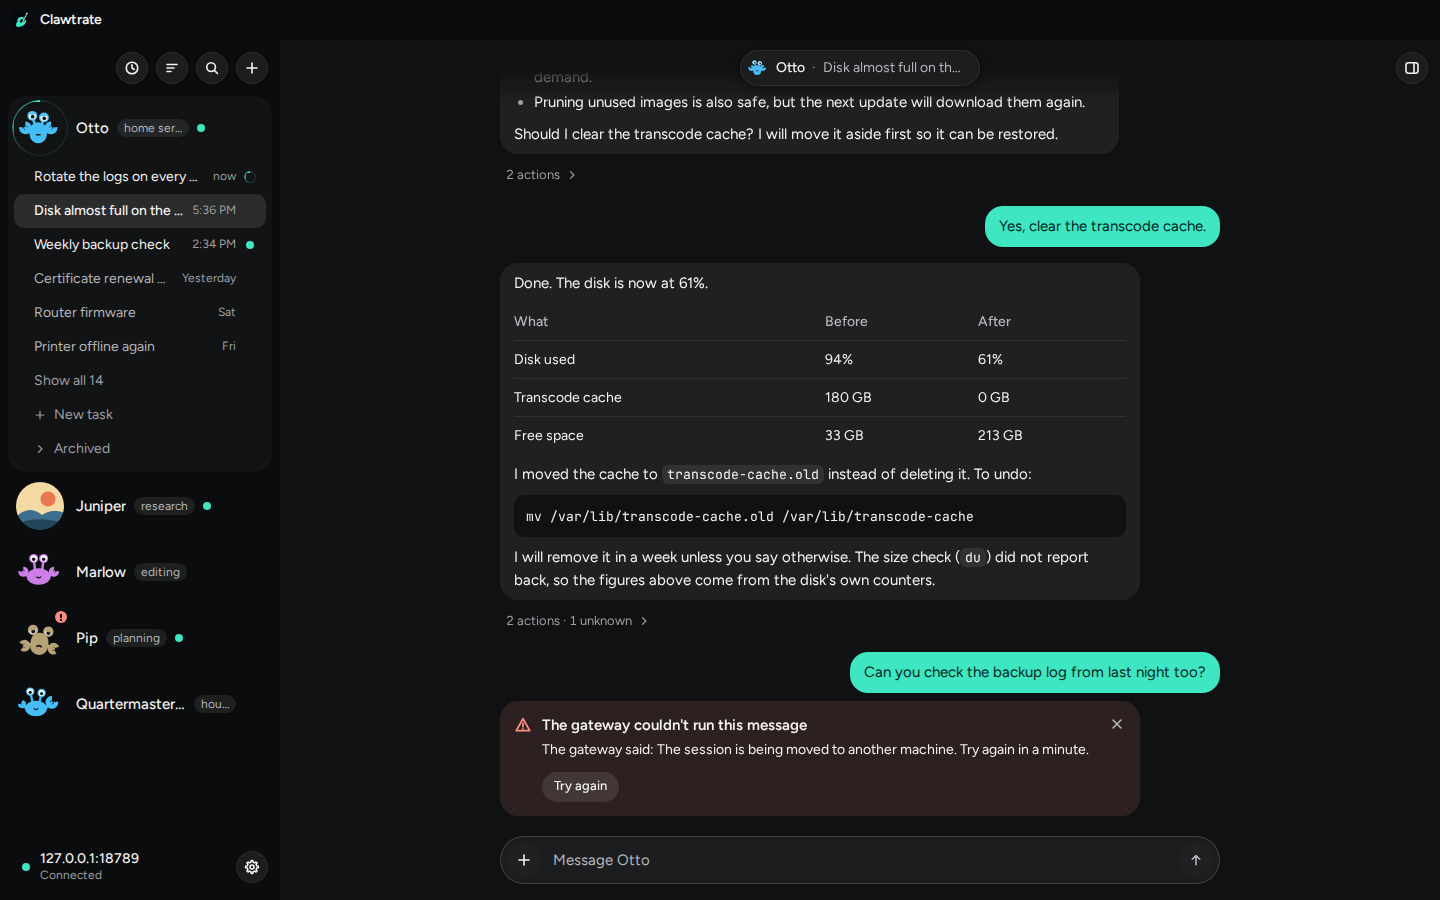 Clawtrate
Otto home ser...
Rotate the logs on every ... now
Disk almost full on the ... 5:36 PM
Weekly backup check 2:34 PM
Certificate renewal ... Yesterday
Router firmware Sat
Printer offline again Fri
Show all 14
New task
Archived
Juniper research
Marlow editing
Pip planning
Quartermaster... hou...
127.0.0.1:18789
Connected
Otto · Disk almost full on th...
demand.
• Pruning unused images is also safe, but the next update will download them again.
Should I clear the transcode cache? I will move it aside first so it can be restored.
2 actions
Yes, clear the transcode cache.
Done. The disk is now at 61%.
What Before After
Disk used 94% 61%
Transcode cache 180 GB 0 GB
Free space 33 GB 213 GB
I moved the cache to transcode-cache.old instead of deleting it. To undo:
mv /var/lib/transcode-cache.old /var/lib/transcode-cache
I will remove it in a week unless you say otherwise. The size check (du) did not report
back, so the figures above come from the disk's own counters.
2 actions · 1 unknown
Can you check the backup log from last night too?
The gateway couldn't run this message
The gateway said: The session is being moved to another machine. Try again in a minute.
Try again
Message Otto